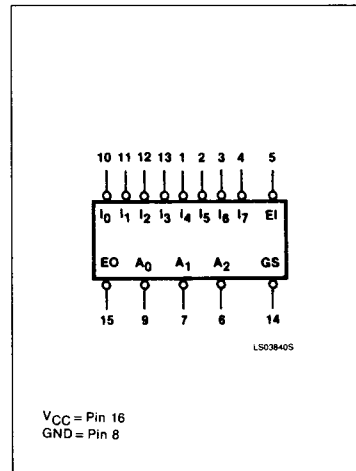 10 11 12 13 1 2 3 4 5
I0 I1 I2 I3 I4 I5 I6 I7 EI
EO A0 A1 A2 GS
15 9 7 6 14
LS03840S
VCC = Pin 16
GND = Pin 8